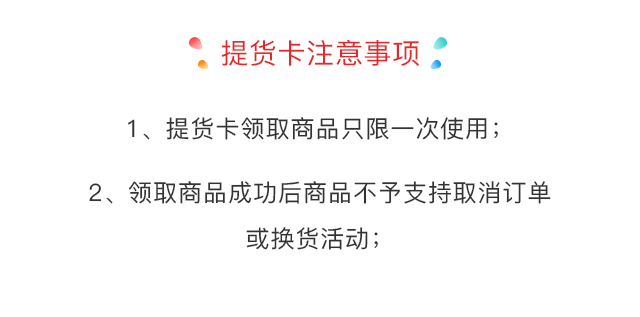 提货卡注意事项
1、提货卡领取商品只限一次使用；
2、领取商品成功后商品不予支持取消订单
或换货活动；